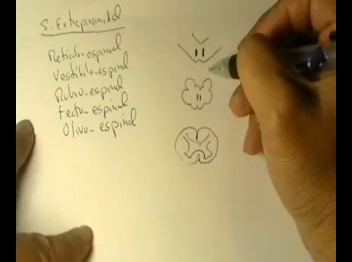 S. Extrapiramidal
Retículo-espinal
Vestíbulo-espinal
Rubro-espinal
Tecto-espinal
Olivo-espinal